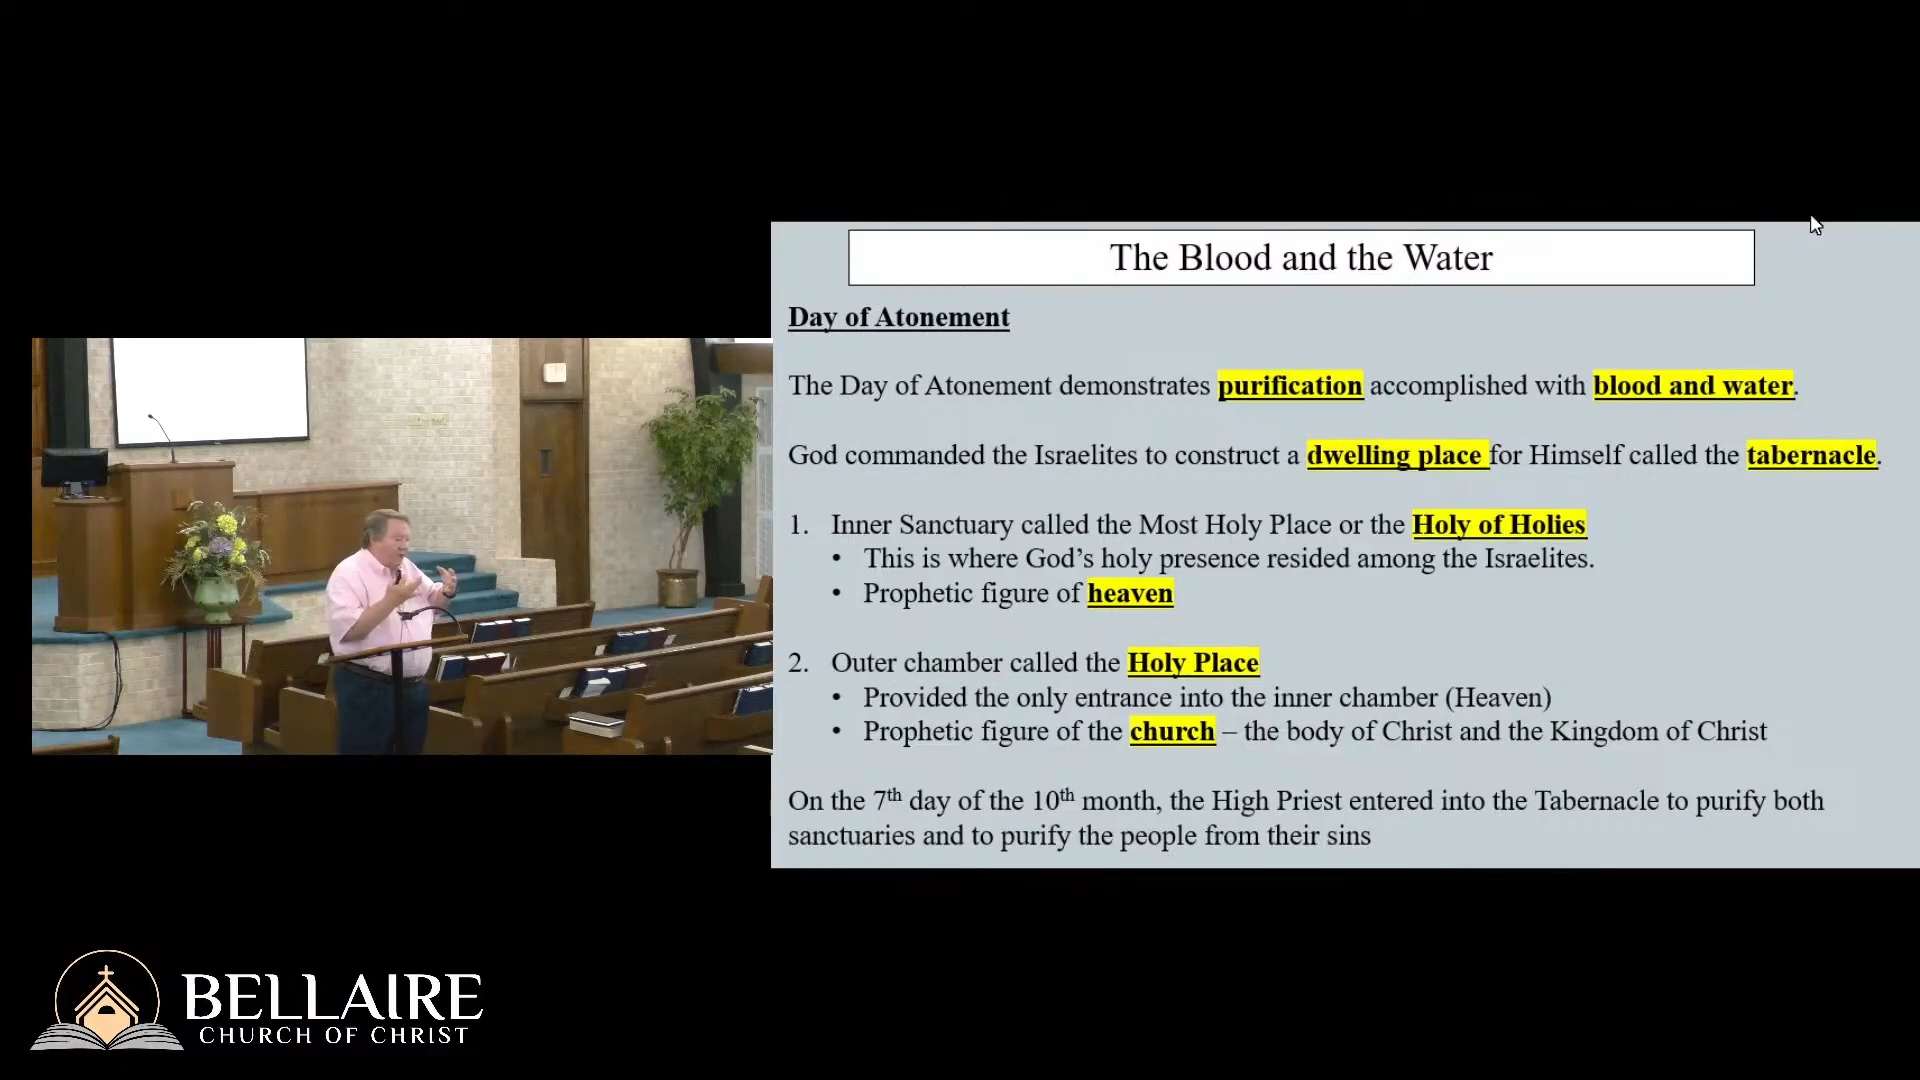 The Blood and the Water
Day of Atonement
The Day of Atonement demonstrates purification accomplished with blood and water.
God commanded the Israelites to construct a dwelling place for Himself called the tabernacle.
1. Inner Sanctuary called the Most Holy Place or the Holy of Holies
• This is where God's holy presence resided among the Israelites.
• Prophetic figure of heaven
2. Outer chamber called the Holy Place
• Provided the only entrance into the inner chamber (Heaven)
• Prophetic figure of the church – the body of Christ and the Kingdom of Christ
On the 7th day of the 10th month, the High Priest entered into the Tabernacle to purify both
sanctuaries and to purify the people from their sins
BELLAIRE
CHURCH OF CHRIST